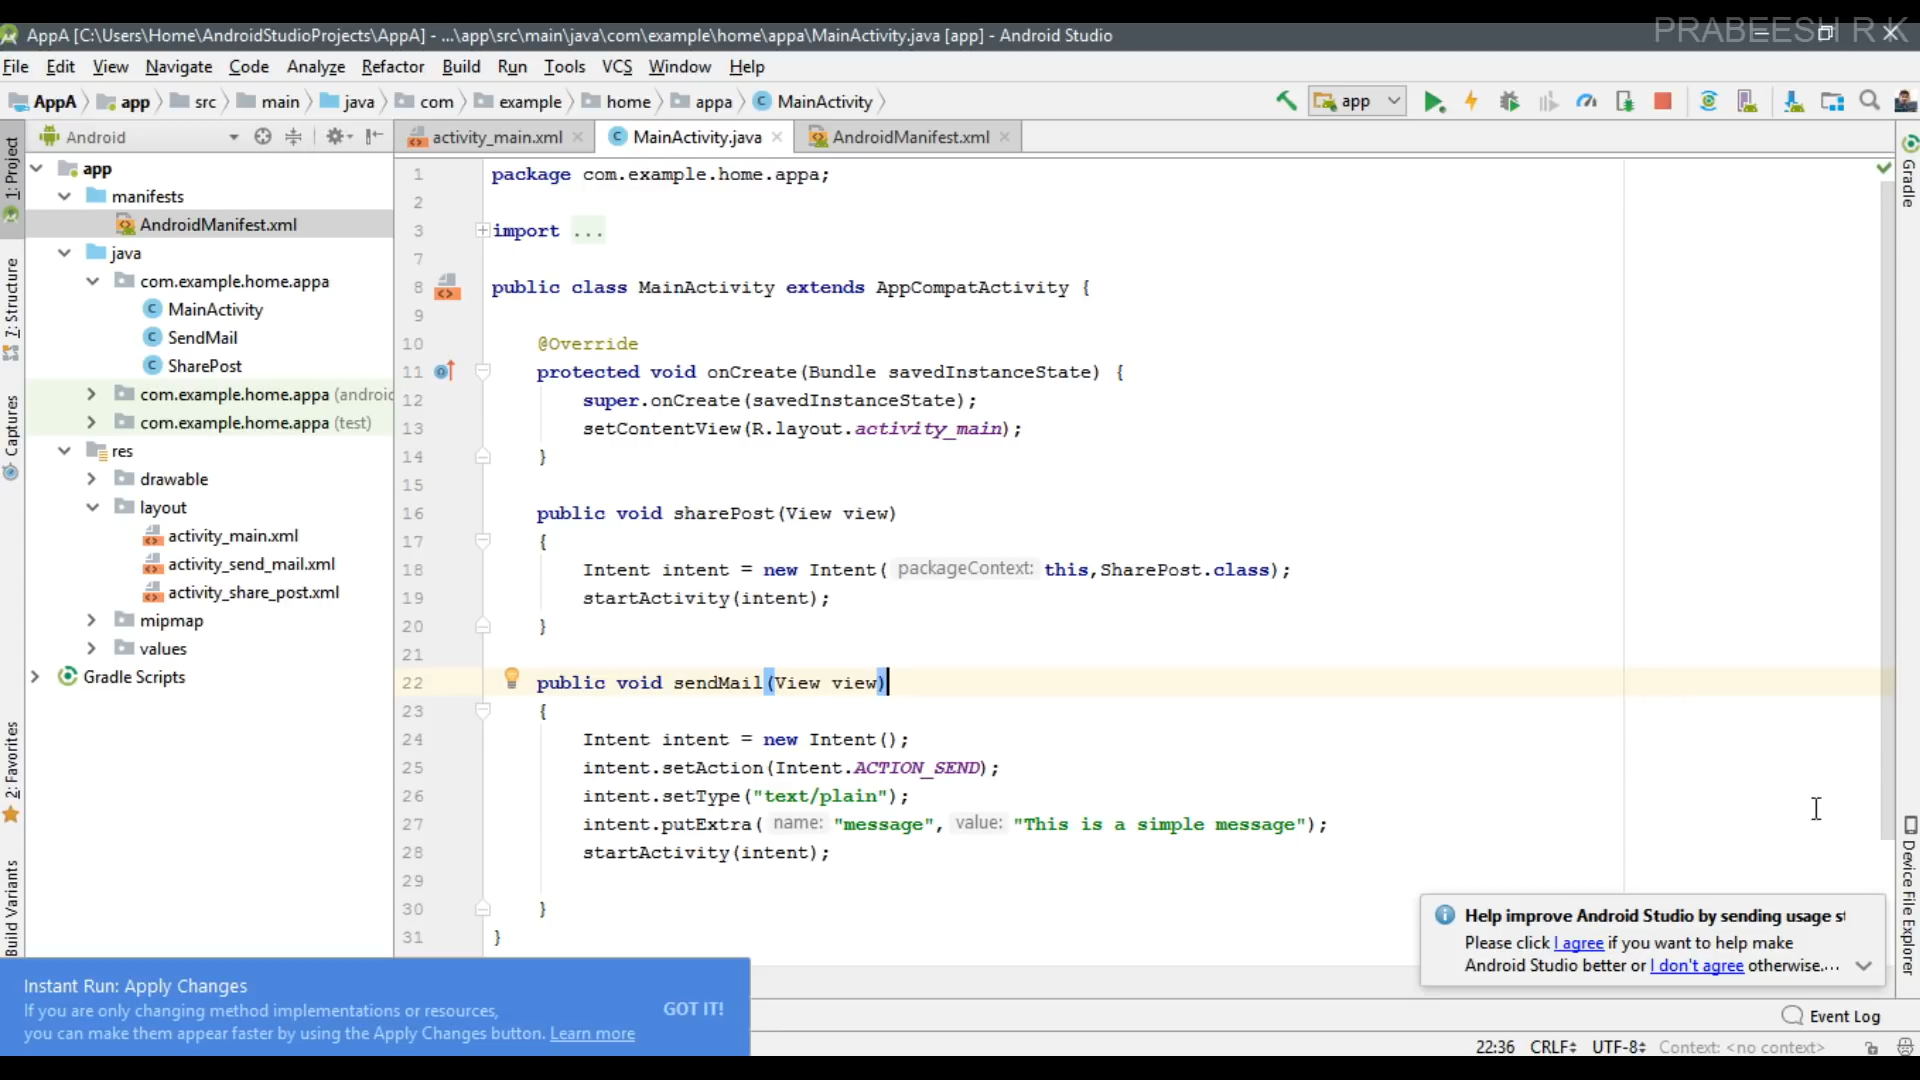 PRABEESH R K
AppA [C:\Users\Home\AndroidStudioProjects\AppA] - ...\app\src\main\java\com\example\home\appa\MainActivity.java [app] - Android Studio
File Edit View Navigate Code Analyze Refactor Build Run Tools VCS Window Help
AppA app src main java com example home appa MainActivity
app
Android
activity_main.xml MainActivity.java AndroidManifest.xml
1: Project
7: Structure
Captures
2: Favorites
Build Variants
app
manifests
AndroidManifest.xml
java
com.example.home.appa
MainActivity
SendMail
SharePost
com.example.home.appa (androic
com.example.home.appa (test)
res
drawable
layout
activity_main.xml
activity_send_mail.xml
activity_share_post.xml
mipmap
values
Gradle Scripts
1 package com.example.home.appa;
2
3 import ...
7
8 public class MainActivity extends AppCompatActivity {
9
10 @Override
11 protected void onCreate(Bundle savedInstanceState) {
12 super.onCreate(savedInstanceState);
13 setContentView(R.layout.activity_main);
14 }
15
16 public void sharePost(View view)
17 {
18 Intent intent = new Intent( packageContext: this,SharePost.class);
19 startActivity(intent);
20 }
21
22 public void sendMail(View view)
23 {
24 Intent intent = new Intent();
25 intent.setAction(Intent.ACTION_SEND);
26 intent.setType("text/plain");
27 intent.putExtra( name: "message", value: "This is a simple message");
28 startActivity(intent);
29
30 }
31 }
Gradle
Device File Explorer
Help improve Android Studio by sending usage st
Please click I agree if you want to help make
Android Studio better or I don't agree otherwise....
Instant Run: Apply Changes
If you are only changing method implementations or resources,
you can make them appear faster by using the Apply Changes button. Learn more
GOT IT!
Event Log
22:36 CRLF UTF-8 Context: <no context>